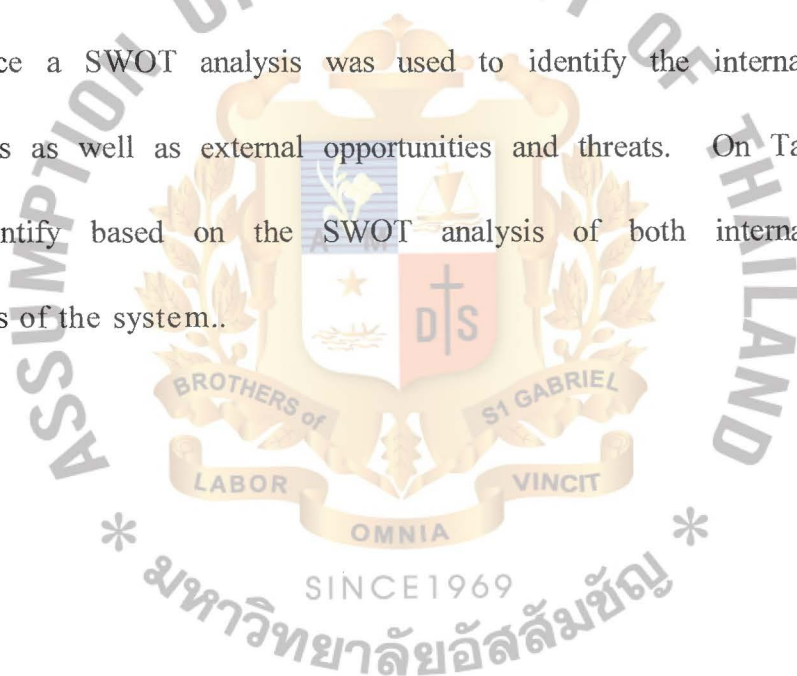 ce a SWOT analysis was used to identify the interna
s as well as external opportunities and threats. On Ta
ntify based on the SWOT analysis of both interna
s of the system..
ASSUMPTION OF THAILAND
A M
D S
BROTHERS of S1 GABRIEL
LABOR VINCIT
OMNIA
SINCE1969
* มหาวิทยาลัยอัสสัมชัญ *